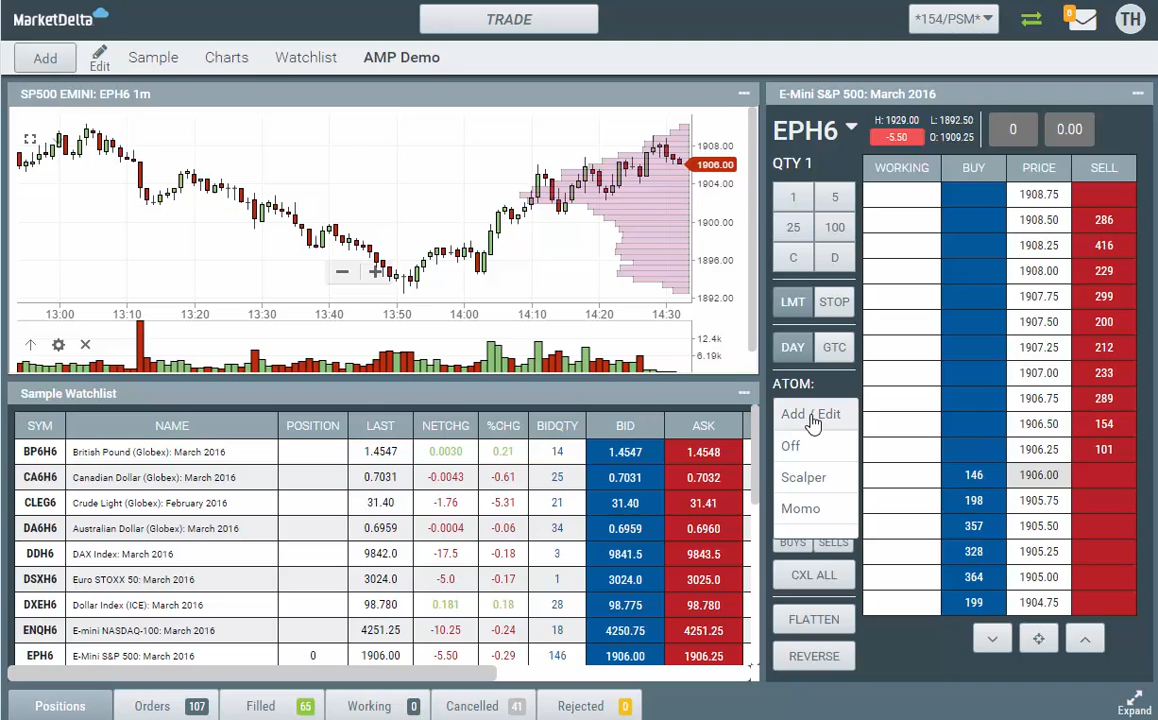 MarketDelta
TRADE
*154/PSM*
0
TH
Add
Edit
Sample
Charts
Watchlist
AMP Demo
SP500 EMINI: EPH6 1m
1908.00
1906.00
1904.00
1900.00
1896.00
1892.00
13:00 13:10 13:20 13:30 13:40 13:50 14:00 14:10 14:20 14:30
12.4k
6.19k
Sample Watchlist
SYM NAME POSITION LAST NETCHG %CHG BIDQTY BID ASK
BP6H6 British Pound (Globex): March 2016 1.4547 0.0030 0.21 14 1.4547 1.4548
CA6H6 Canadian Dollar (Globex): March 2016 0.7031 -0.0043 -0.61 25 0.7031 0.7032
CLEG6 Crude Light (Globex): February 2016 31.40 -1.76 -5.31 21 31.40 31.41
DA6H6 Australian Dollar (Globex): March 2016 0.6959 -0.0004 -0.06 34 0.6959 0.6960
DDH6 DAX Index: March 2016 9842.0 -17.5 -0.18 3 9841.5 9843.5
DSXH6 Euro STOXX 50: March 2016 3024.0 -5.0 -0.17 1 3024.0 3025.0
DXEH6 Dollar Index (ICE): March 2016 98.780 0.181 0.18 28 98.775 98.780
ENQH6 E-mini NASDAQ-100: March 2016 4251.25 -10.25 -0.24 18 4250.75 4251.25
EPH6 E-Mini S&P 500: March 2016 0 1906.00 -5.50 -0.29 146 1906.00 1906.25
E-Mini S&P 500: March 2016
EPH6
H: 1929.00 L: 1892.50
-5.50 O: 1909.25
0
0.00
QTY 1
1 5
25 100
C D
LMT STOP
DAY GTC
ATOM:
Add / Edit
Off
Scalper
Momo
BUYS SELLS
CXL ALL
FLATTEN
REVERSE
WORKING BUY PRICE SELL
1908.75
1908.50 286
1908.25 416
1908.00 229
1907.75 299
1907.50 200
1907.25 212
1907.00 233
1906.75 289
1906.50 154
1906.25 101
146 1906.00
198 1905.75
357 1905.50
328 1905.25
364 1905.00
199 1904.75
Positions
Orders 107
Filled 65
Working 0
Cancelled 41
Rejected 0
Expand